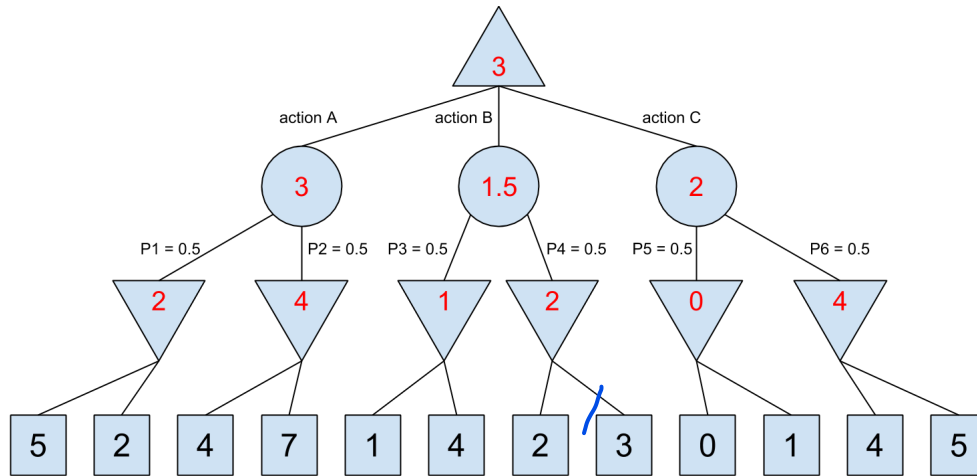 3
action A action B action C
3 1.5 2
P1 = 0.5 P2 = 0.5 P3 = 0.5 P4 = 0.5 P5 = 0.5 P6 = 0.5
2 4 1 2 0 4
5 2 4 7 1 4 2 3 0 1 4 5